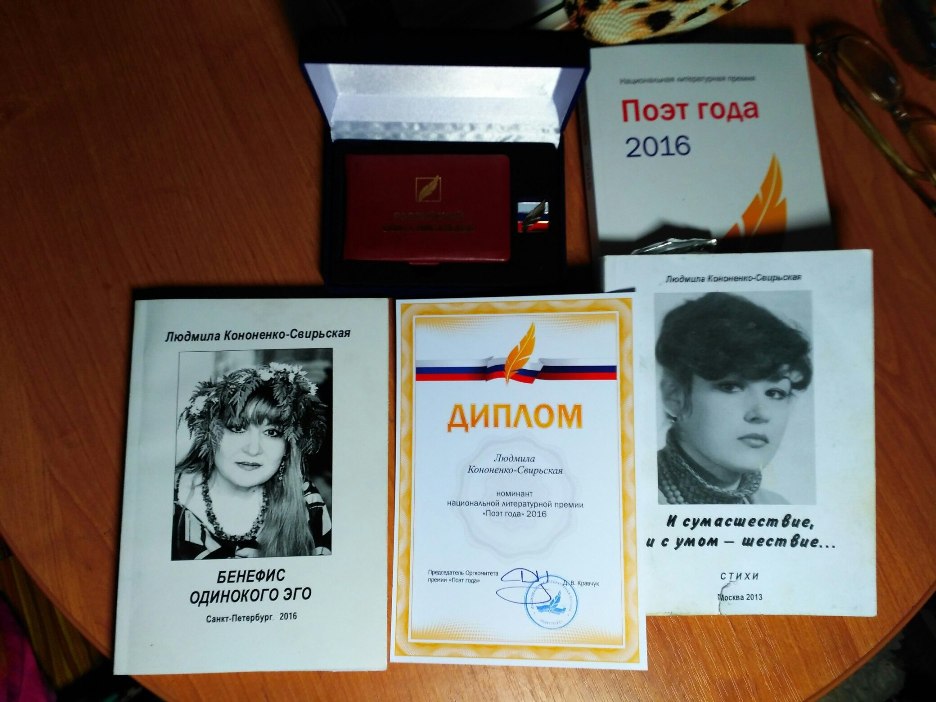 Национальная литературная премия
Поэт года
2016
Людмила Кононенко-Свирьская
БЕНЕФИС
ОДИНОКОГО ЭГО
Санкт-Петербург 2016
ДИПЛОМ
Людмила
Кононенко-Свирьская
номинант
национальной литературной премии
«Поэт года» 2016
Председатель Оргкомитета
премии «Поэт года»
Д. В. Кравчук
Людмила Кононенко-Свирьская
И сумасшествие,
и с умом – шествие...
СТИХИ
Москва 2013